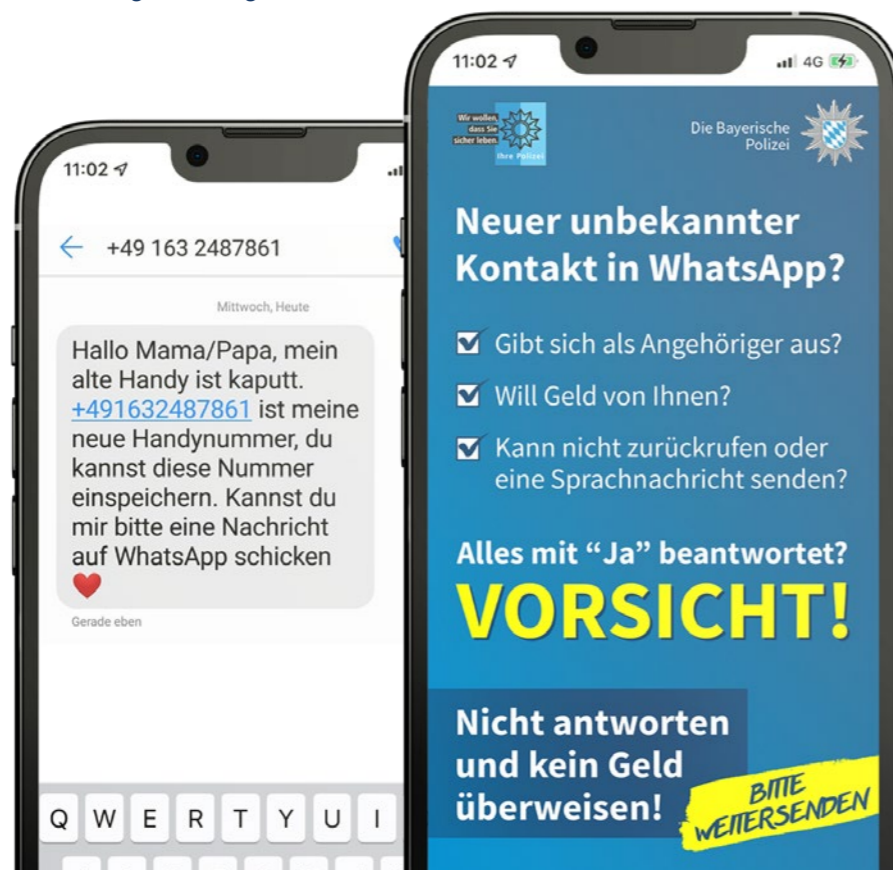 11:02
+49 163 2487861
Mittwoch, Heute
Hallo Mama/Papa, mein
alte Handy ist kaputt.
+491632487861 ist meine
neue Handynummer, du
kannst diese Nummer
einspeichern. Kannst du
mir bitte eine Nachricht
auf WhatsApp schicken
Gerade eben
Q W E R T Y U I
11:02
4G
Wir wollen,
dass Sie
sicher leben.
Ihre Polizei
Die Bayerische
Polizei
Neuer unbekannter
Kontakt in WhatsApp?
Gibt sich als Angehöriger aus?
Will Geld von Ihnen?
Kann nicht zurückrufen oder
eine Sprachnachricht senden?
Alles mit “Ja” beantwortet?
VORSICHT!
Nicht antworten
und kein Geld
überweisen!
BITTE
WEITERSENDEN